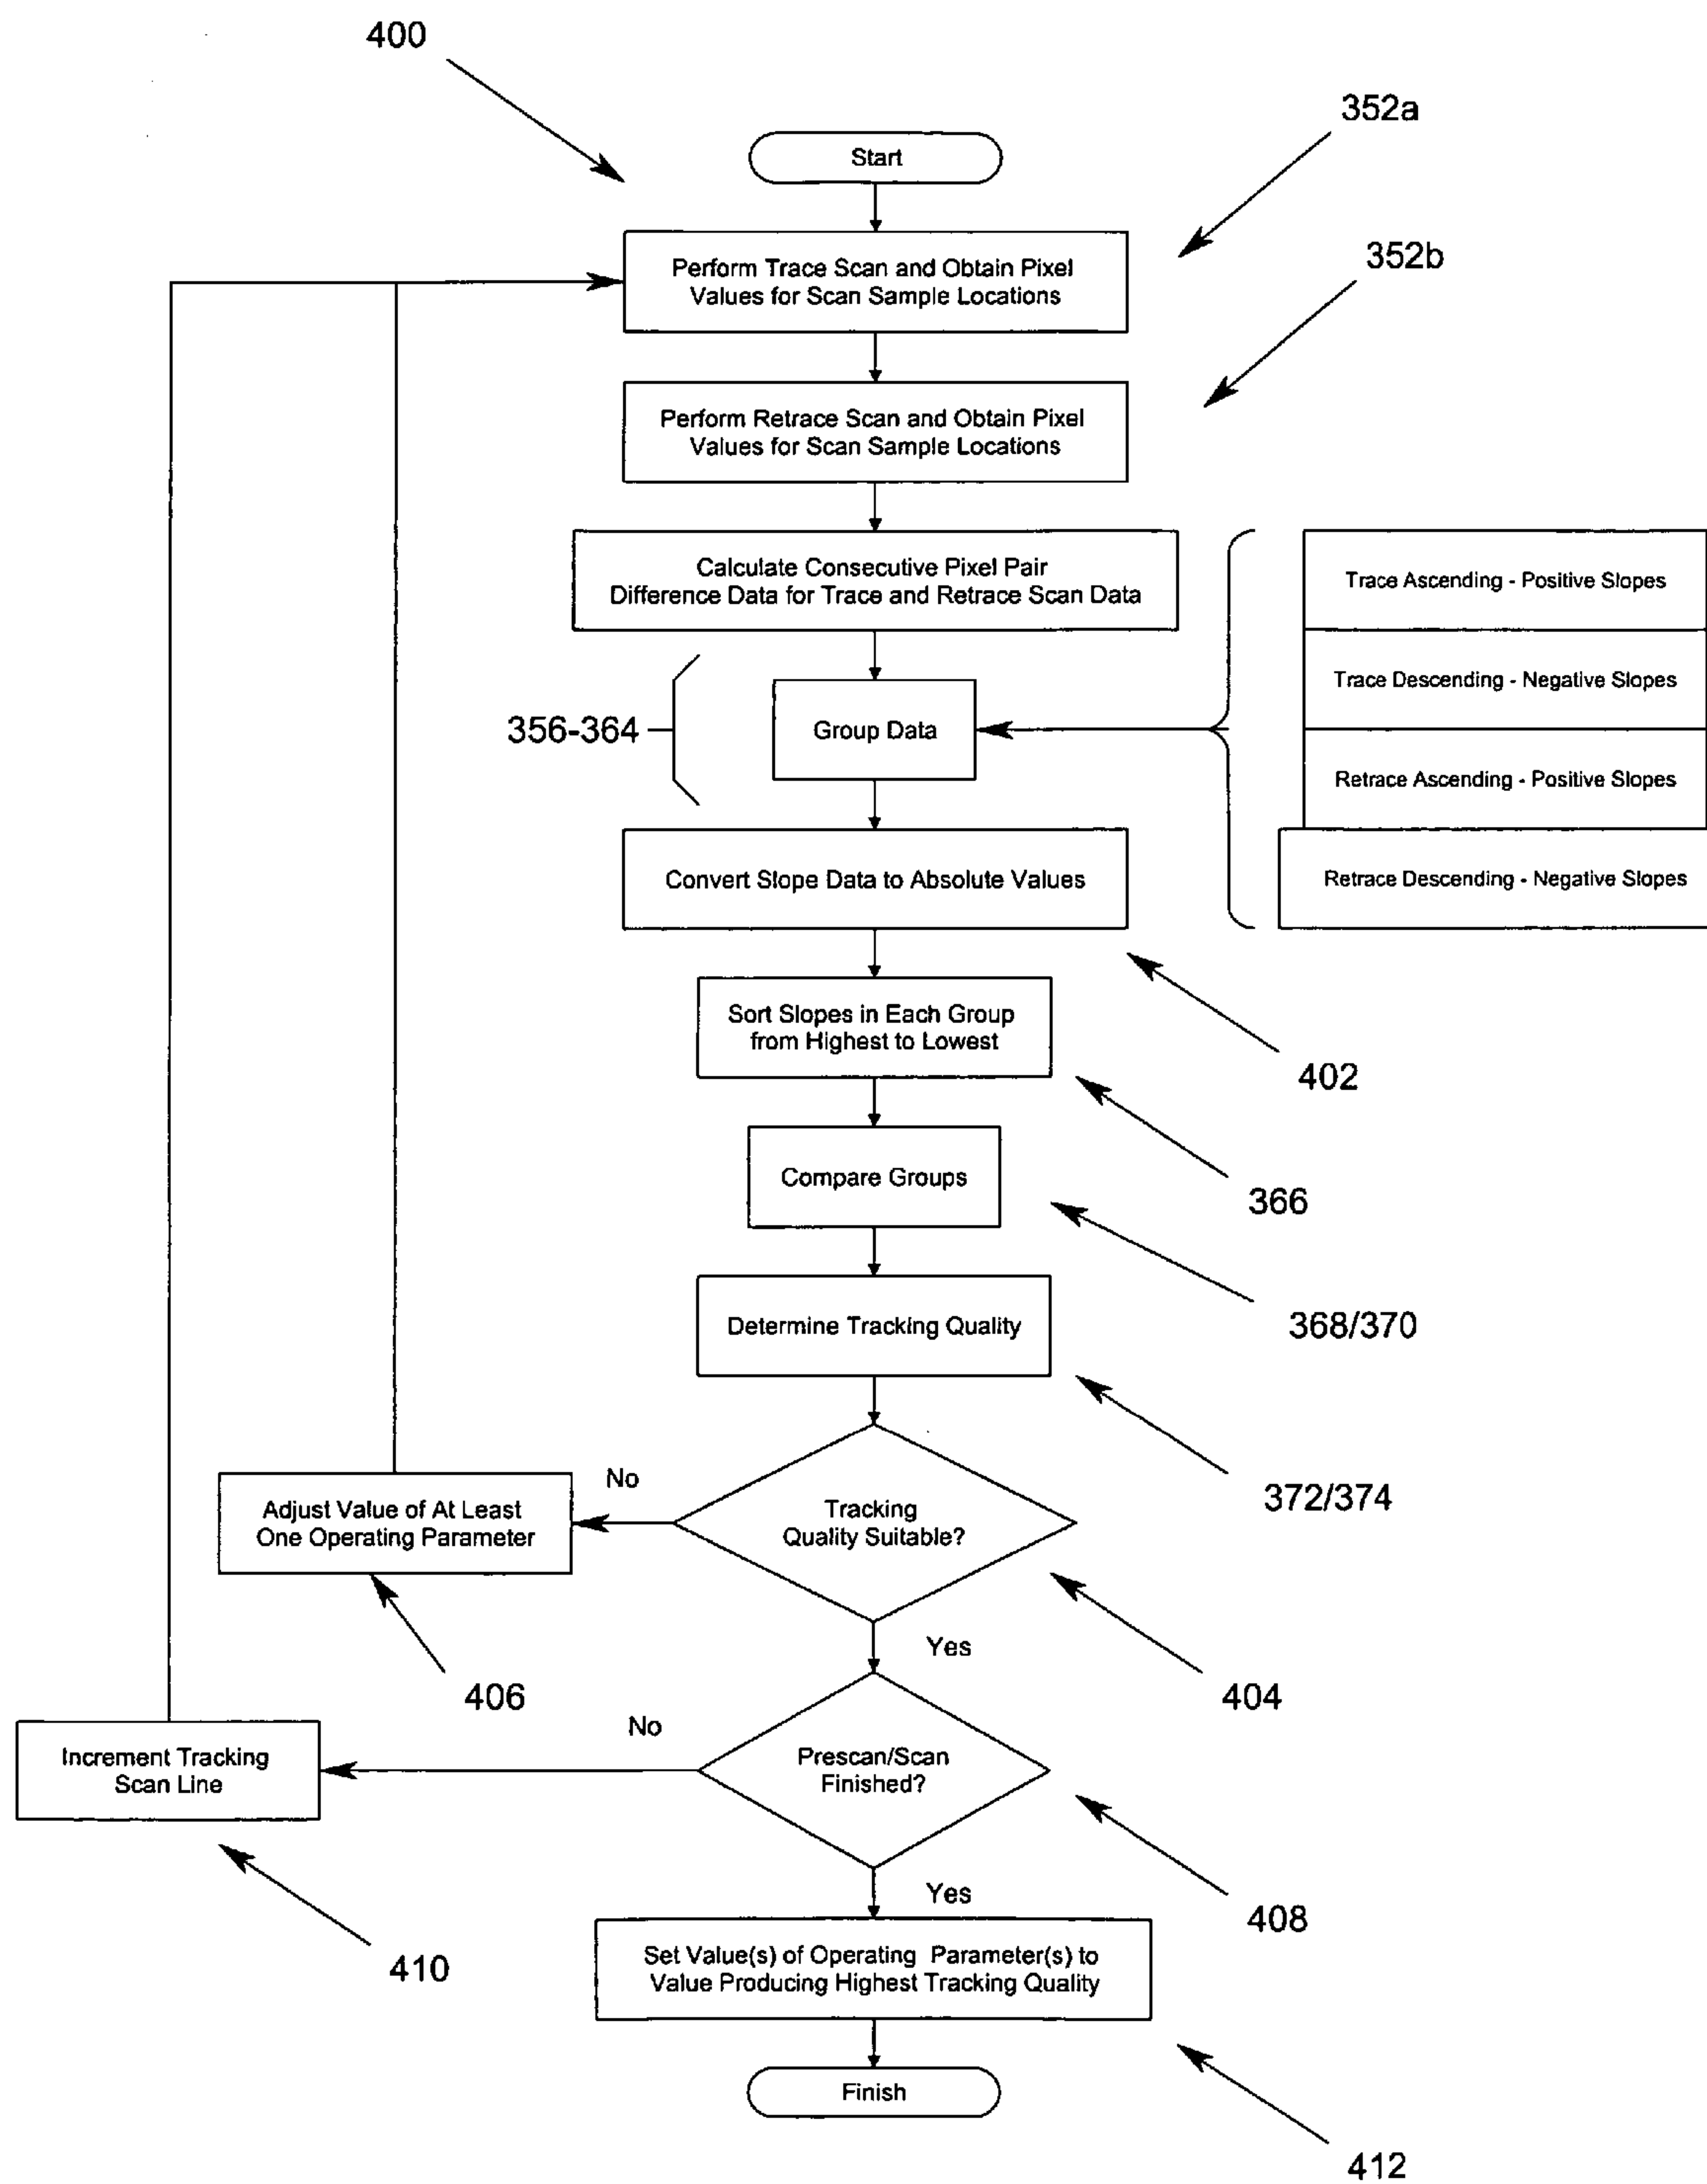 400
352a
Start
352b
Perform Trace Scan and Obtain Pixel
Values for Scan Sample Locations
Perform Retrace Scan and Obtain Pixel
Values for Scan Sample Locations
Calculate Consecutive Pixel Pair
Difference Data for Trace and Retrace Scan Data
Trace Ascending - Positive Slopes
Trace Descending - Negative Slopes
356-364
Group Data
Retrace Ascending - Positive Slopes
Convert Slope Data to Absolute Values
Retrace Descending - Negative Slopes
Sort Slopes in Each Group
from Highest to Lowest
402
Compare Groups
366
Determine Tracking Quality
368/370
No
Adjust Value of At Least
One Operating Parameter
Tracking
Quality Suitable?
372/374
Yes
406
404
No
Increment Tracking
Scan Line
Prescan/Scan
Finished?
Yes
408
410
Set Value(s) of Operating Parameter(s) to
Value Producing Highest Tracking Quality
Finish
412